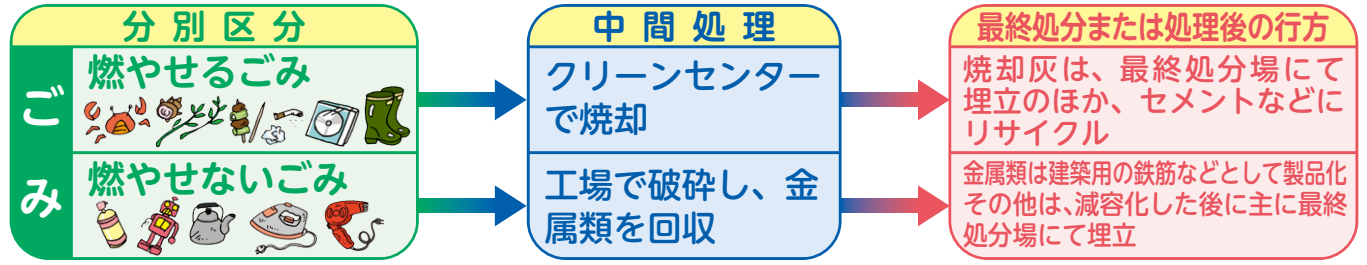 分別区分
ごみ
燃やせるごみ
燃やせないごみ
中間処理
クリーンセンター
で焼却
工場で破砕し、金
属類を回収
最終処分または処理後の行方
焼却灰は、最終処分場にて
埋立のほか、セメントなどに
リサイクル
金属類は建築用の鉄筋などとして製品化
その他は、減容化した後に主に最終
処分場にて埋立